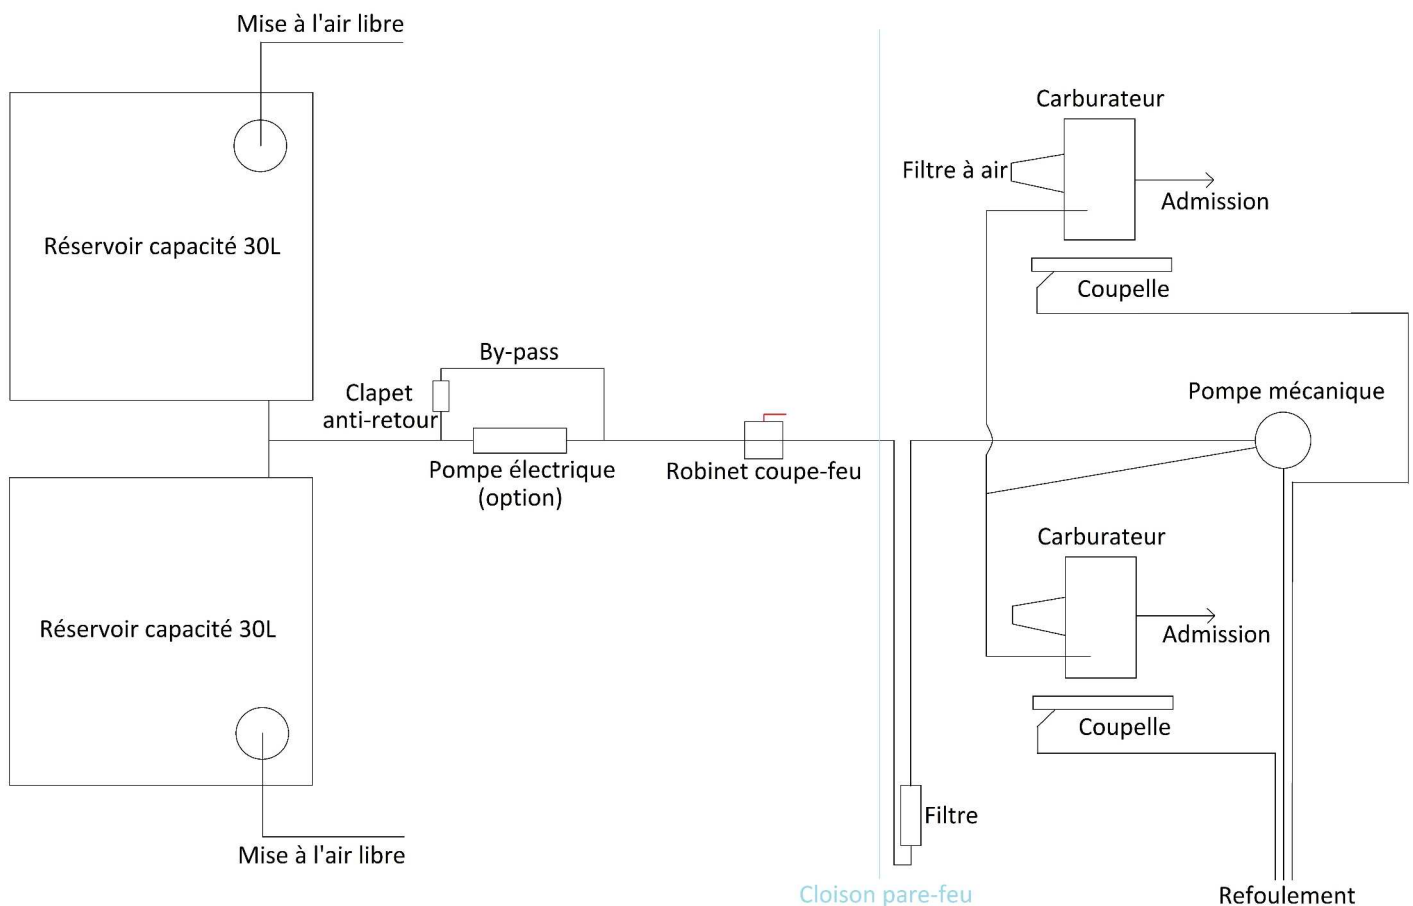 Mise à l'air libre
Carburateur
Filtre à air
Admission
Réservoir capacité 30L
Coupelle
By-pass
Clapet
anti-retour
Pompe mécanique
Pompe électrique
(option)
Robinet coupe-feu
Carburateur
Réservoir capacité 30L
Admission
Coupelle
Filtre
Mise à l'air libre
Cloison pare-feu
Refoulement